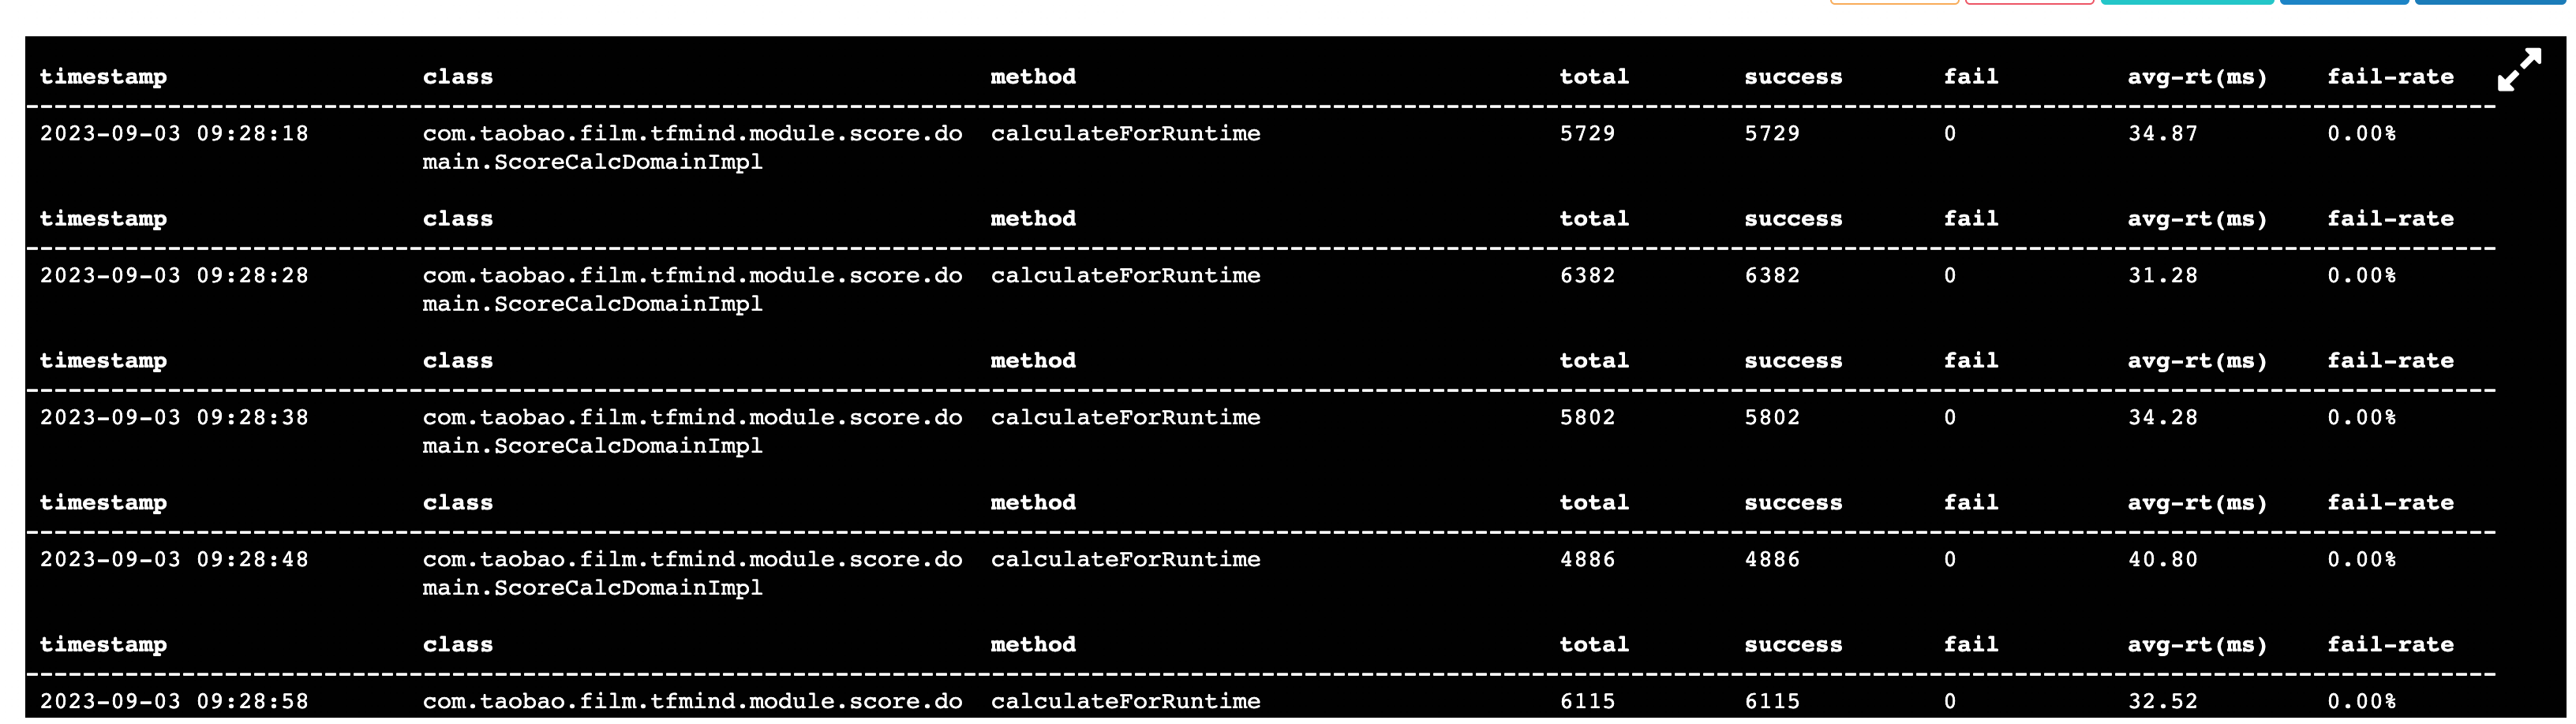 timestamp class method total success fail avg-rt(ms) fail-rate
--------------------------------------------------------------------------------
2023-09-03 09:28:18 com.taobao.film.tfmind.module.score.do calculateForRuntime 5729 5729 0 34.87 0.00%
main.ScoreCalcDomainImpl
timestamp class method total success fail avg-rt(ms) fail-rate
--------------------------------------------------------------------------------
2023-09-03 09:28:28 com.taobao.film.tfmind.module.score.do calculateForRuntime 6382 6382 0 31.28 0.00%
main.ScoreCalcDomainImpl
timestamp class method total success fail avg-rt(ms) fail-rate
--------------------------------------------------------------------------------
2023-09-03 09:28:38 com.taobao.film.tfmind.module.score.do calculateForRuntime 5802 5802 0 34.28 0.00%
main.ScoreCalcDomainImpl
timestamp class method total success fail avg-rt(ms) fail-rate
--------------------------------------------------------------------------------
2023-09-03 09:28:48 com.taobao.film.tfmind.module.score.do calculateForRuntime 4886 4886 0 40.80 0.00%
main.ScoreCalcDomainImpl
timestamp class method total success fail avg-rt(ms) fail-rate
--------------------------------------------------------------------------------
2023-09-03 09:28:58 com.taobao.film.tfmind.module.score.do calculateForRuntime 6115 6115 0 32.52 0.00%